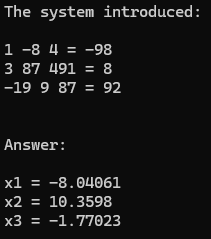 The system introduced:
1 -8 4 = -98
3 87 491 = 8
-19 9 87 = 92
Answer:
x1 = -8.04061
x2 = 10.3598
x3 = -1.77023